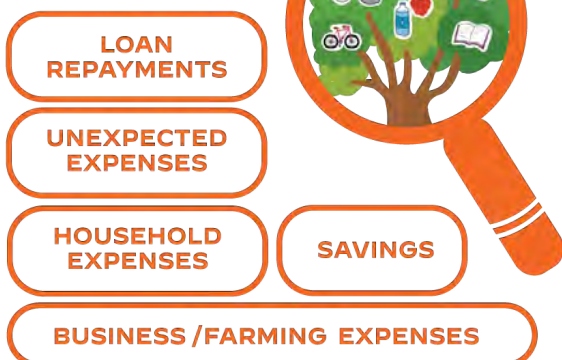 LOAN
REPAYMENTS
UNEXPECTED
EXPENSES
HOUSEHOLD
EXPENSES
SAVINGS
BUSINESS /FARMING EXPENSES